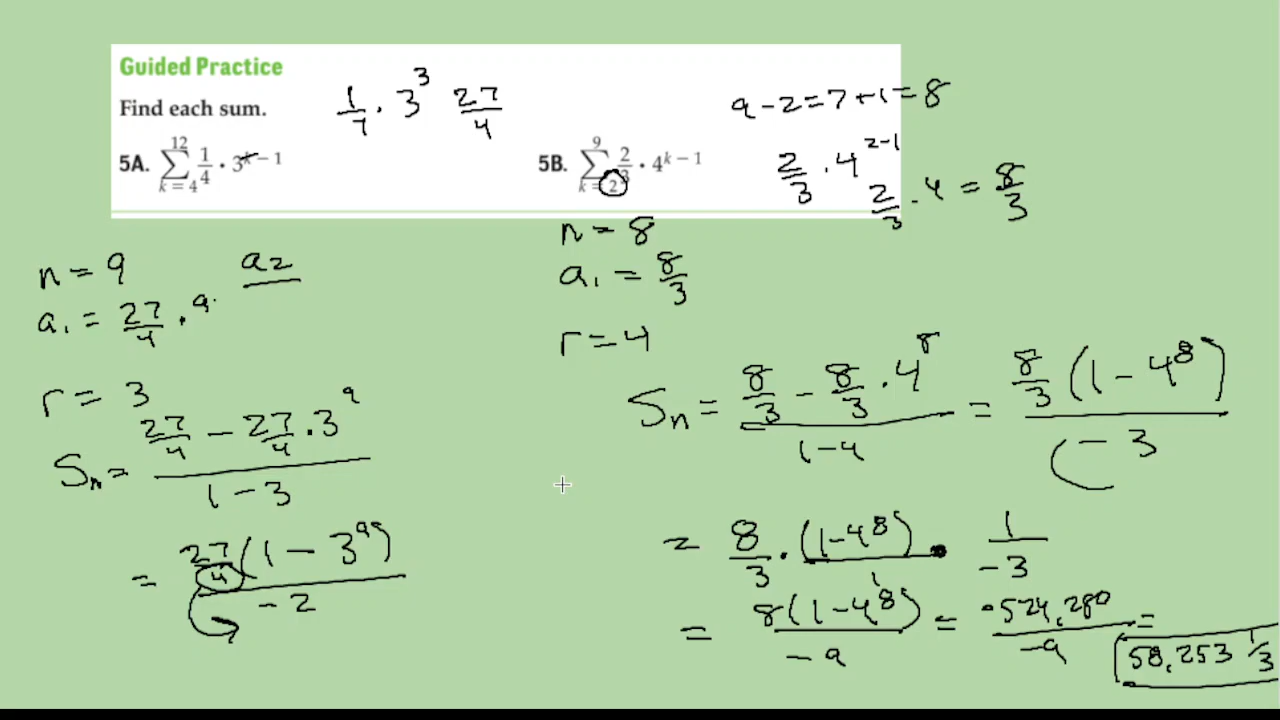 Guided Practice
Find each sum.
1/7 · 3^3 27/4
9 - 2 = 7 + 1 = 8
5A. 12 ∑ k = 4 1/4 · 3^k - 1
5B. 9 ∑ k = 2 2/3 · 4^k - 1
2/3 · 4^2-1
2/3 · 4 = 8/3
n = 9
a2
a1 = 27/4 · 9
r = 3
Sn = 27/4 - 27/4 · 3^9 / 1 - 3
= 27/4 (1 - 3^9) / -2
n = 8
a1 = 8/3
r = 4
Sn = 8/3 - 8/3 · 4^8 / 1 - 4 = 8/3 (1 - 4^8) / (-3
= 8/3 · (1 - 4^8) / 1 · 1 / -3
= 8(1 - 4^8) / -9 = -524,280 / -9 = 58,253 1/3